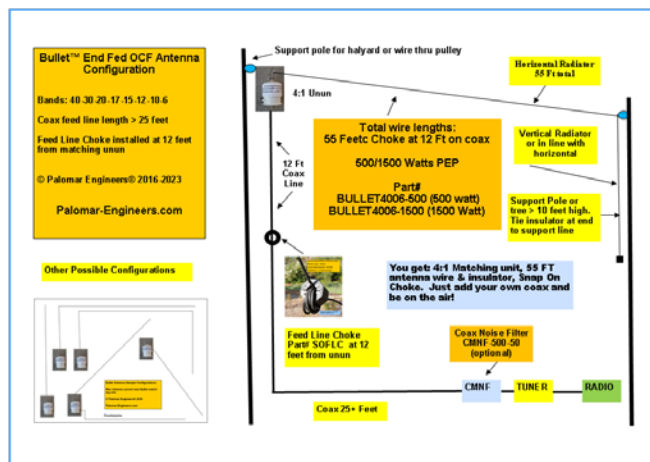 Bullet™ End Fed OCF Antenna
Configuration
Bands: 40-30-20-17-15-12-10-6
Coax feed line length > 25 feet
Feed Line Choke installed at 12 feet
from matching unun
© Palomar Engineers® 2016-2023
Palomar-Engineers.com
Support pole for halyard or wire thru pulley
4:1 Unun
Horizontal Radiator
55 Ft total
Total wire lengths:
55 Feetc Choke at 12 Ft on coax
500/1500 Watts PEP
Part#
BULLET4006-500 (500 watt)
BULLET4006-1500 (1500 Watt)
Vertical Radiator
or in line with
horizontal
12 Ft
Coax
Line
Support Pole or
tree > 10 feet high.
Tie insulator at end
to support line
Other Possible Configurations
You get: 4:1 Matching unit, 55 FT
antenna wire & insulator, Snap On
Choke. Just add your own coax and
be on the air!
Feed Line Choke
Part# SOFLC at 12
feet from unun
Coax Noise Filter
CMNF-500-50
(optional)
CMNF
TUNER
RADIO
Coax 25+ Feet